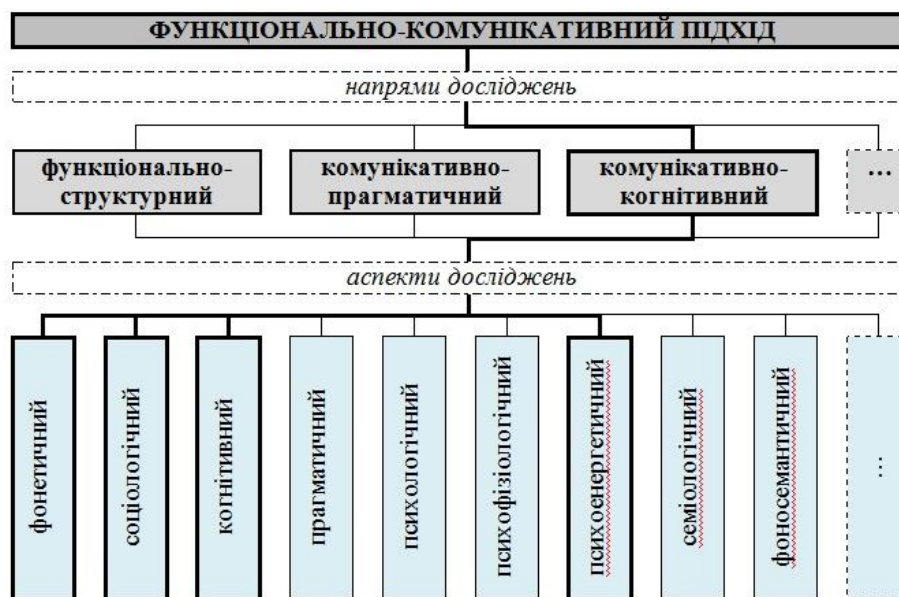 ФУНКЦІОНАЛЬНО-КОМУНІКАТИВНИЙ ПІДХІД
напрями досліджень
функціонально-
структурний
комунікативно-
прагматичний
комунікативно-
когнітивний
...
аспекти досліджень
фонетичний
соціологічний
когнітивний
прагматичний
психологічний
психофізіологічний
психоенергетичний
семіологічний
фоносемантичний
...